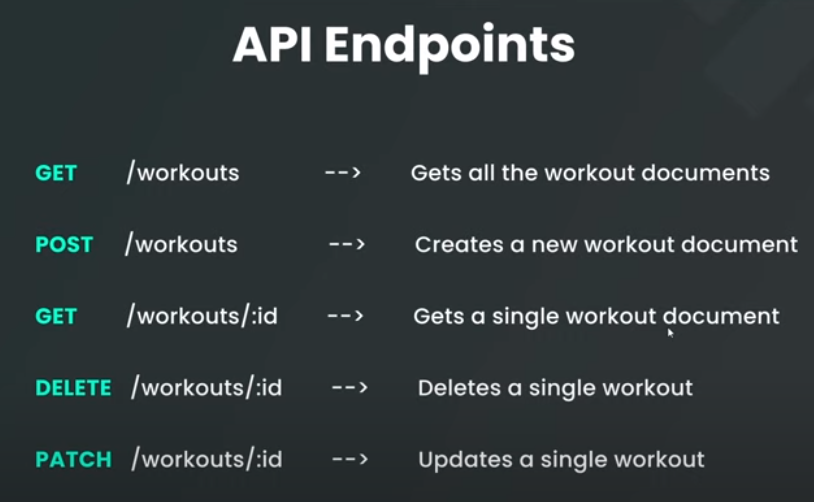 API Endpoints
GET /workouts --> Gets all the workout documents
POST /workouts --> Creates a new workout document
GET /workouts/:id --> Gets a single workout document
DELETE /workouts/:id --> Deletes a single workout
PATCH /workouts/:id --> Updates a single workout